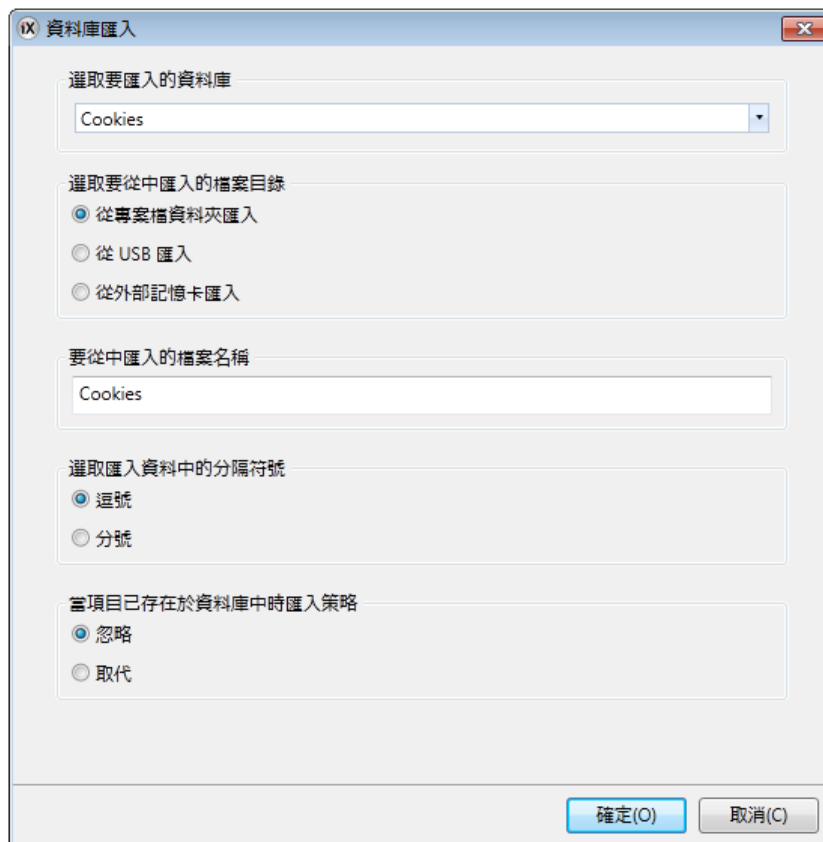 iX 資料庫匯入
選取要匯入的資料庫
Cookies
選取要從中匯入的檔案目錄
從專案檔資料夾匯入
從 USB 匯入
從外部記憶卡匯入
要從中匯入的檔案名稱
Cookies
選取匯入資料中的分隔符號
逗號
分號
當項目已存在於資料庫中時匯入策略
忽略
取代
確定(O) 取消(C)